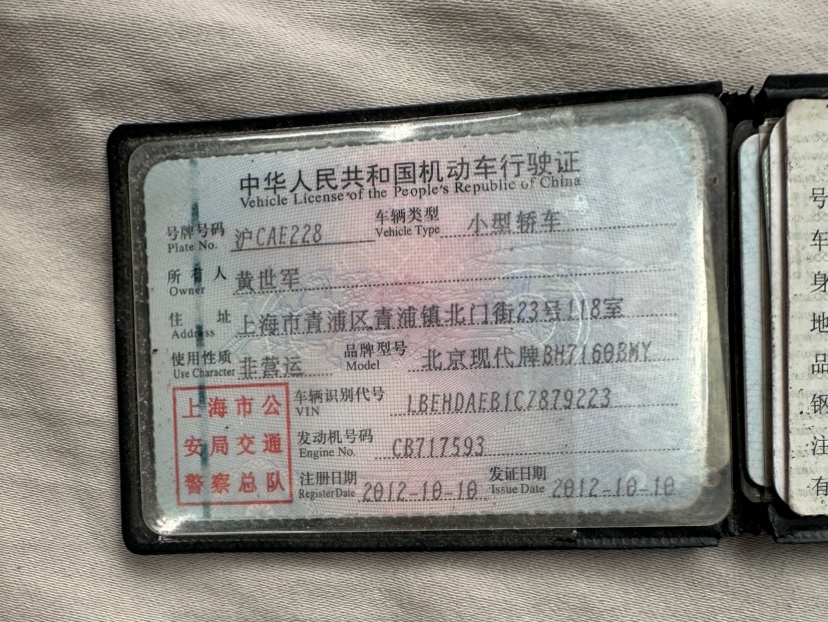 中华人民共和国机动车行驶证
Vehicle License of the People's Republic of China
号牌号码 沪CAE228 车辆类型 小型轿车
Plate No. Vehicle Type
所有人 黄世军
Owner
住址 上海市青浦区青浦镇北门街23号118室
Address
使用性质 非营运 品牌型号 北京现代牌BH7160BMY
Use Character Model
上海市公
安局交通
警察总队
车辆识别代号 LBEHDAEB1C7879223
VIN
发动机号码 CB717593
Engine No.
注册日期 2012-10-10 发证日期 2012-10-10
Register Date Issue Date
号
车
身
地
品
钢
注
有